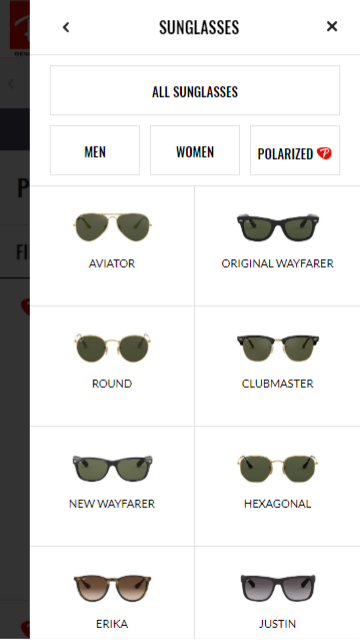 SUNGLASSES
ALL SUNGLASSES
MEN
WOMEN
POLARIZED
AVIATOR
ORIGINAL WAYFARER
ROUND
CLUBMASTER
NEW WAYFARER
HEXAGONAL
ERIKA
JUSTIN